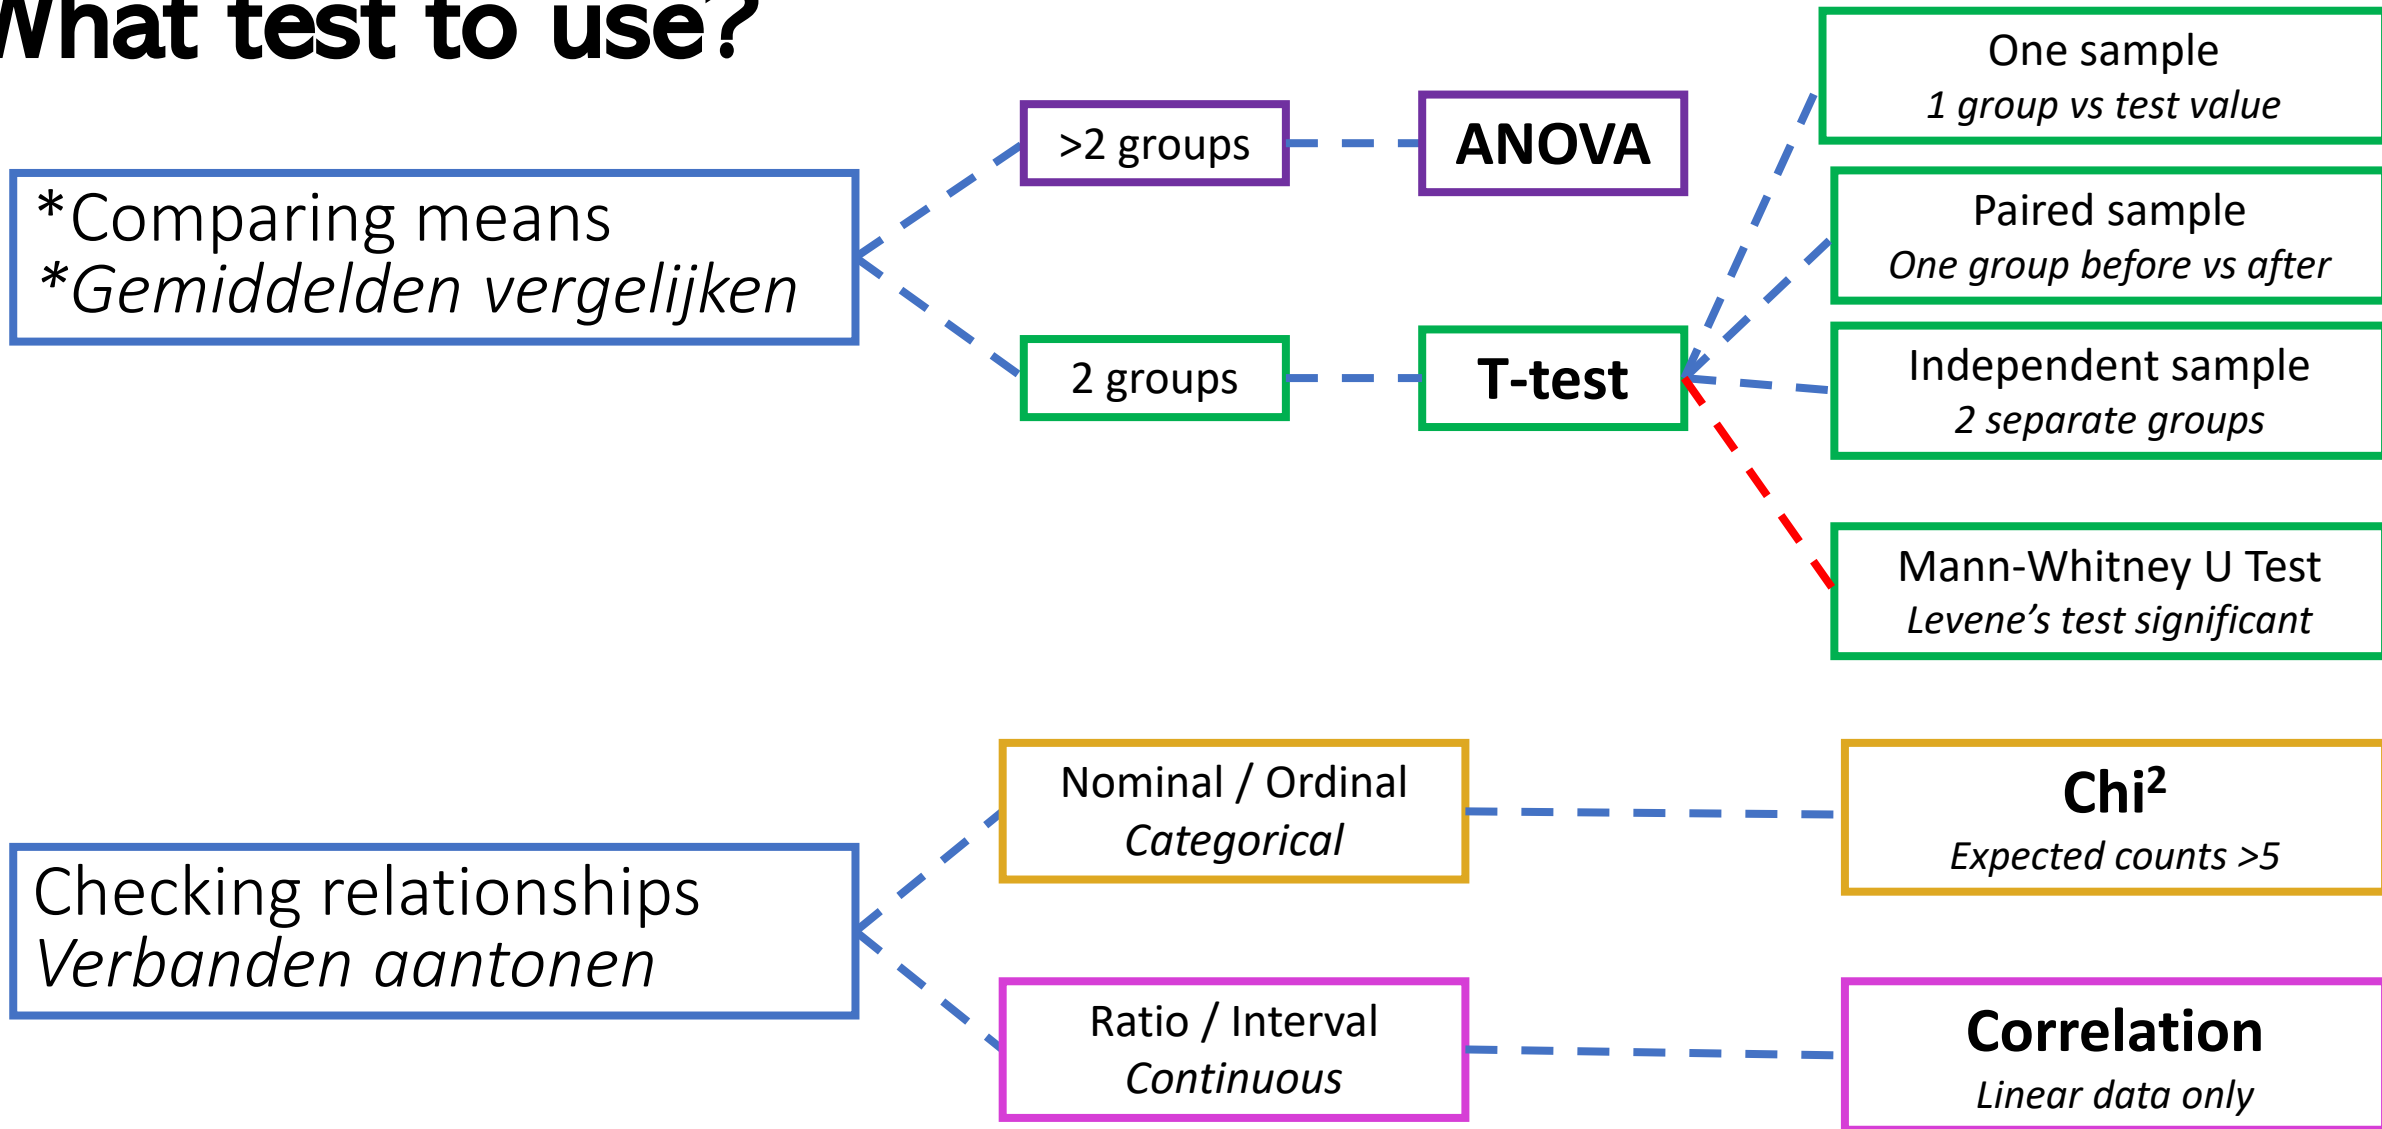 What test to use?
*Comparing means
*Gemiddelden vergelijken
>2 groups
ANOVA
2 groups
T-test
One sample
1 group vs test value
Paired sample
One group before vs after
Independent sample
2 separate groups
Mann-Whitney U Test
Levene’s test significant
Checking relationships
Verbanden aantonen
Nominal / Ordinal
Categorical
Chi²
Expected counts >5
Ratio / Interval
Continuous
Correlation
Linear data only